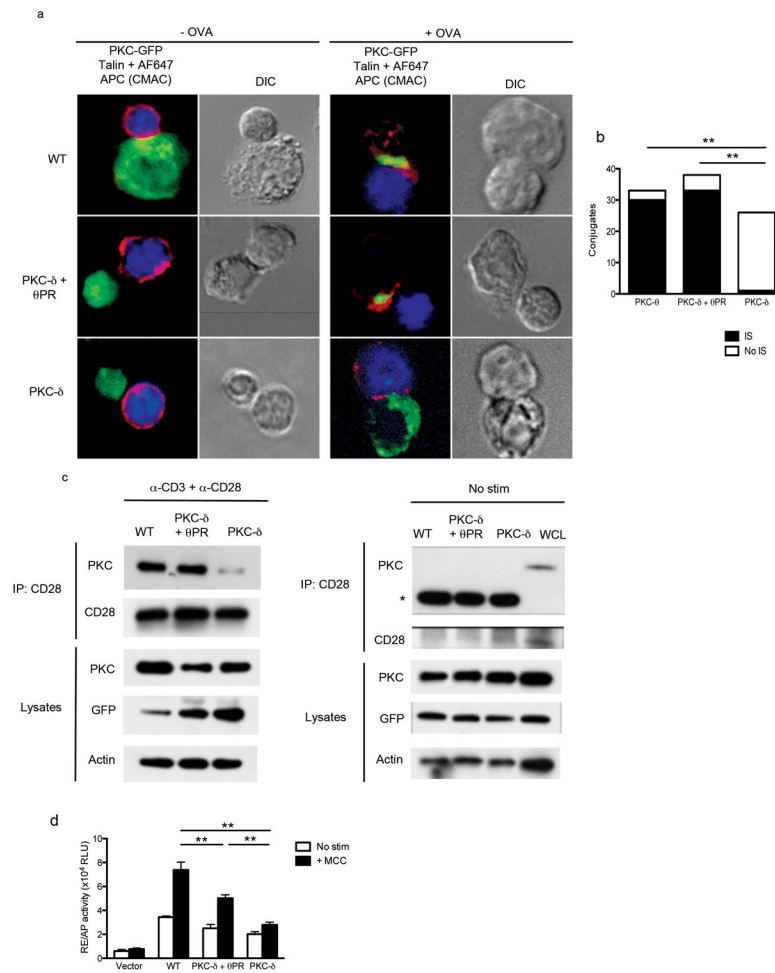 a
- OVA
+ OVA
PKC-GFP
Talin + AF647
APC (CMAC)
DIC
PKC-GFP
Talin + AF647
APC (CMAC)
DIC
WT
PKC-δ +
θPR
PKC-δ
b
**
**
40
30
20
10
0
Conjugates
PKC-θ
PKC-δ + θPR
PKC-δ
IS
No IS
c
α-CD3 + α-CD28
WT
PKC-δ
+ θPR
PKC-δ
IP: CD28
PKC
CD28
Lysates
PKC
GFP
Actin
No stim
WT
PKC-δ
+ θPR
PKC-δ
WCL
IP: CD28
PKC
*
CD28
Lysates
PKC
GFP
Actin
d
**
**
**
No stim
+ MCC
10
8
6
4
2
0
RE/AP activity (x10⁴ RLU)
Vector
WT
PKC-δ + θPR
PKC-δ